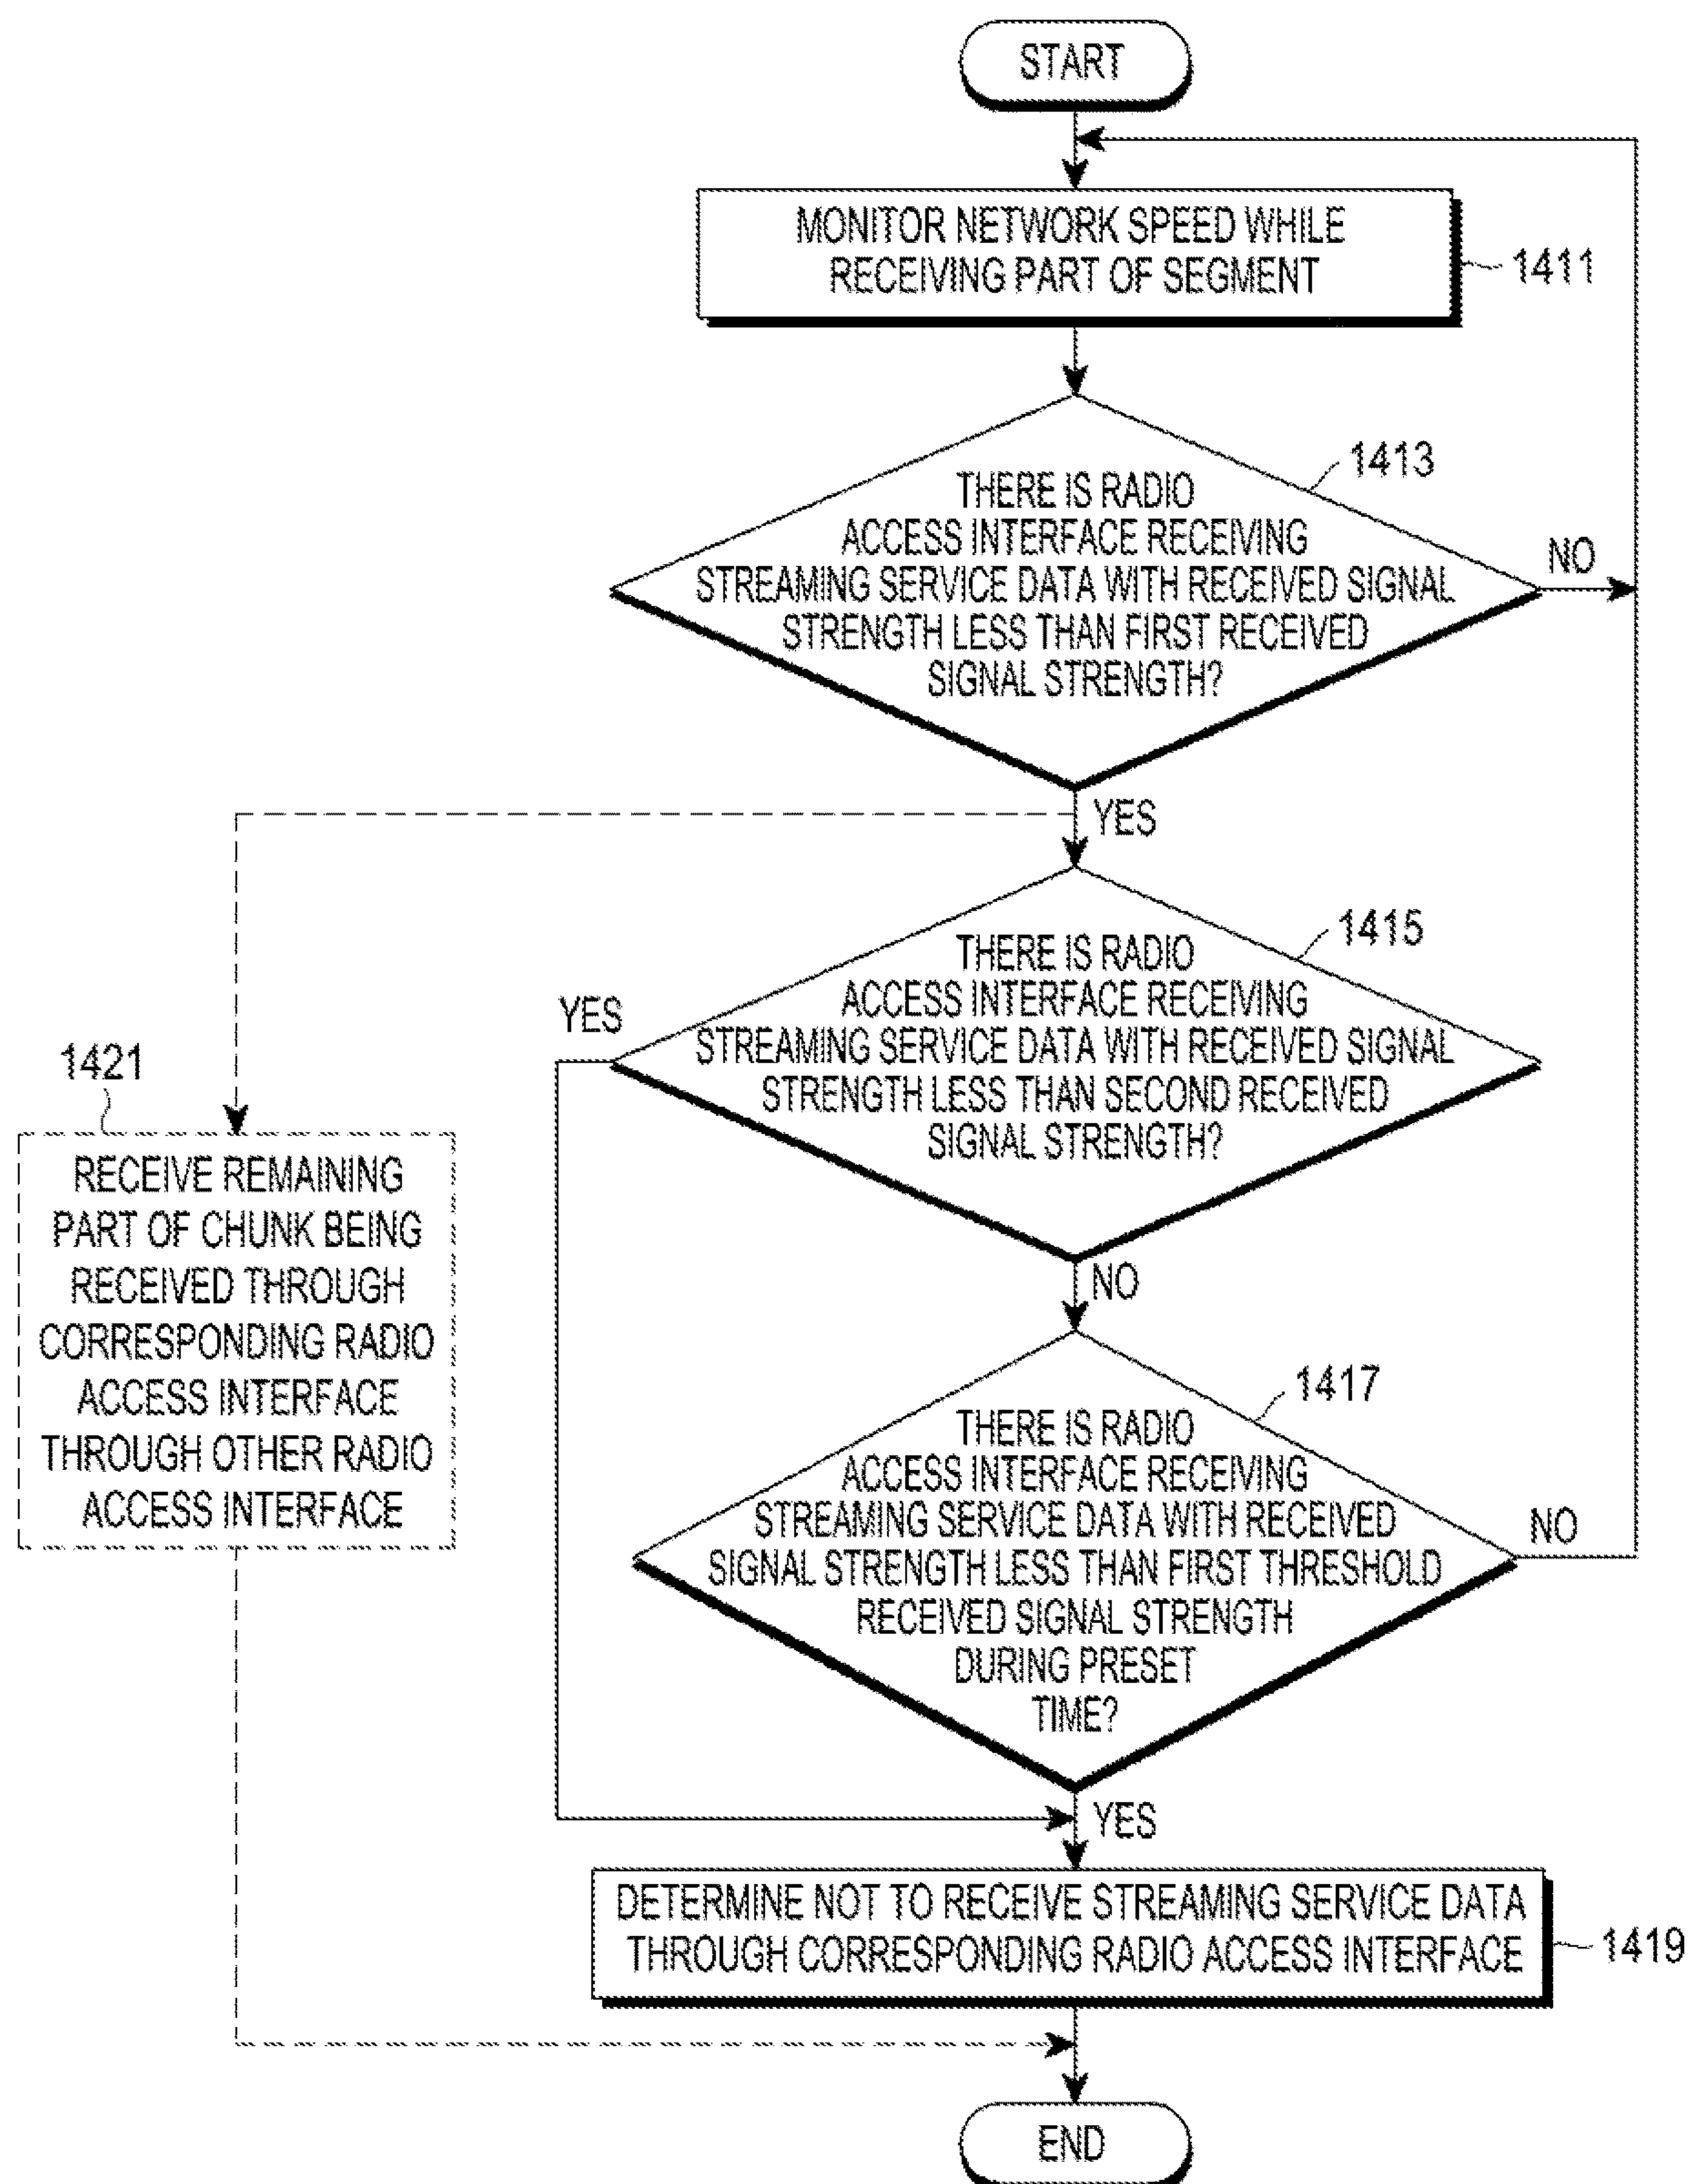 START
MONITOR NETWORK SPEED WHILE
RECEIVING PART OF SEGMENT
1411
1413
THERE IS RADIO
ACCESS INTERFACE RECEIVING
STREAMING SERVICE DATA WITH RECEIVED SIGNAL
STRENGTH LESS THAN FIRST RECEIVED
SIGNAL STRENGTH?
NO
YES
1415
THERE IS RADIO
ACCESS INTERFACE RECEIVING
STREAMING SERVICE DATA WITH RECEIVED SIGNAL
STRENGTH LESS THAN SECOND RECEIVED
SIGNAL STRENGTH?
YES
NO
1421
RECEIVE REMAINING
PART OF CHUNK BEING
RECEIVED THROUGH
CORRESPONDING RADIO
ACCESS INTERFACE
THROUGH OTHER RADIO
ACCESS INTERFACE
1417
THERE IS RADIO
ACCESS INTERFACE RECEIVING
STREAMING SERVICE DATA WITH RECEIVED
SIGNAL STRENGTH LESS THAN FIRST THRESHOLD
RECEIVED SIGNAL STRENGTH
DURING PRESET
TIME?
NO
YES
DETERMINE NOT TO RECEIVE STREAMING SERVICE DATA
THROUGH CORRESPONDING RADIO ACCESS INTERFACE
1419
END